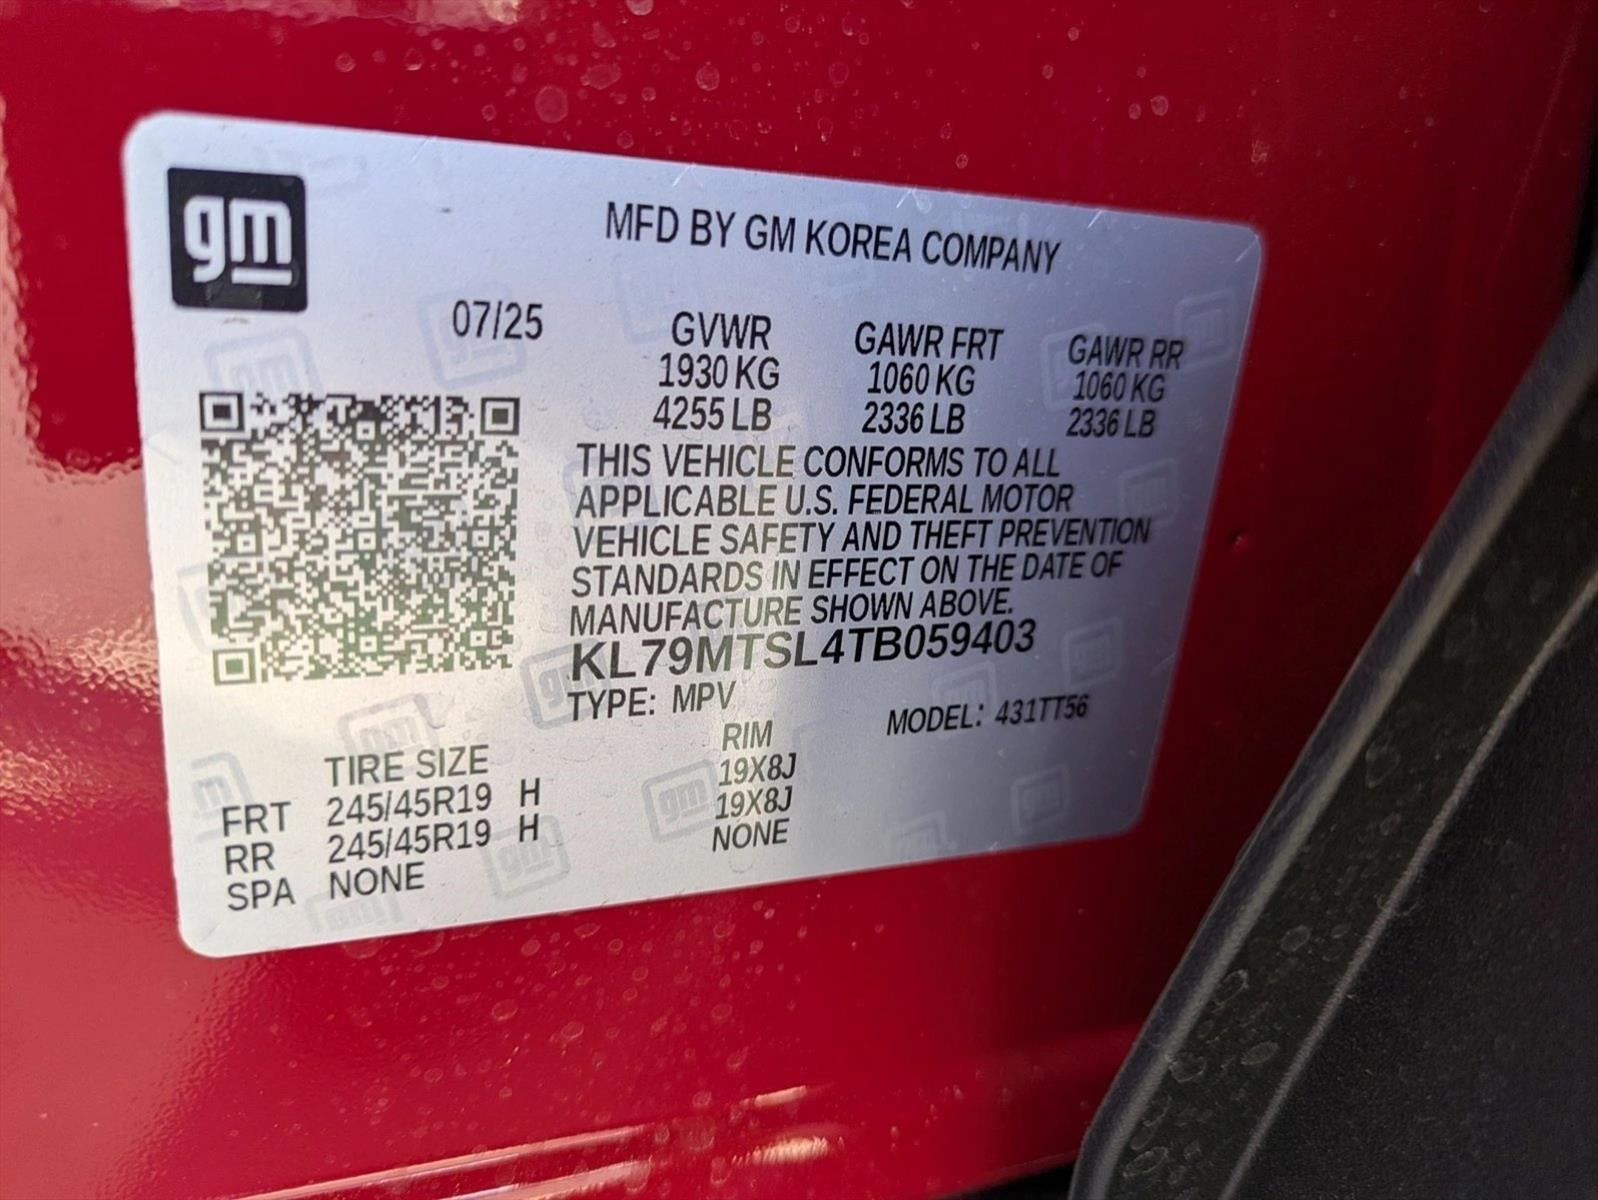 gm
MFD BY GM KOREA COMPANY
07/25 GVWR GAWR FRT GAWR RR
1930 KG 1060 KG 1060 KG
4255 LB 2336 LB 2336 LB
THIS VEHICLE CONFORMS TO ALL
APPLICABLE U.S. FEDERAL MOTOR
VEHICLE SAFETY AND THEFT PREVENTION
STANDARDS IN EFFECT ON THE DATE OF
MANUFACTURE SHOWN ABOVE.
KL79MTSL4TB059403
TYPE: MPV MODEL: 431TT56
TIRE SIZE RIM
FRT 245/45R19 H 19X8J
RR 245/45R19 H 19X8J
SPA NONE NONE